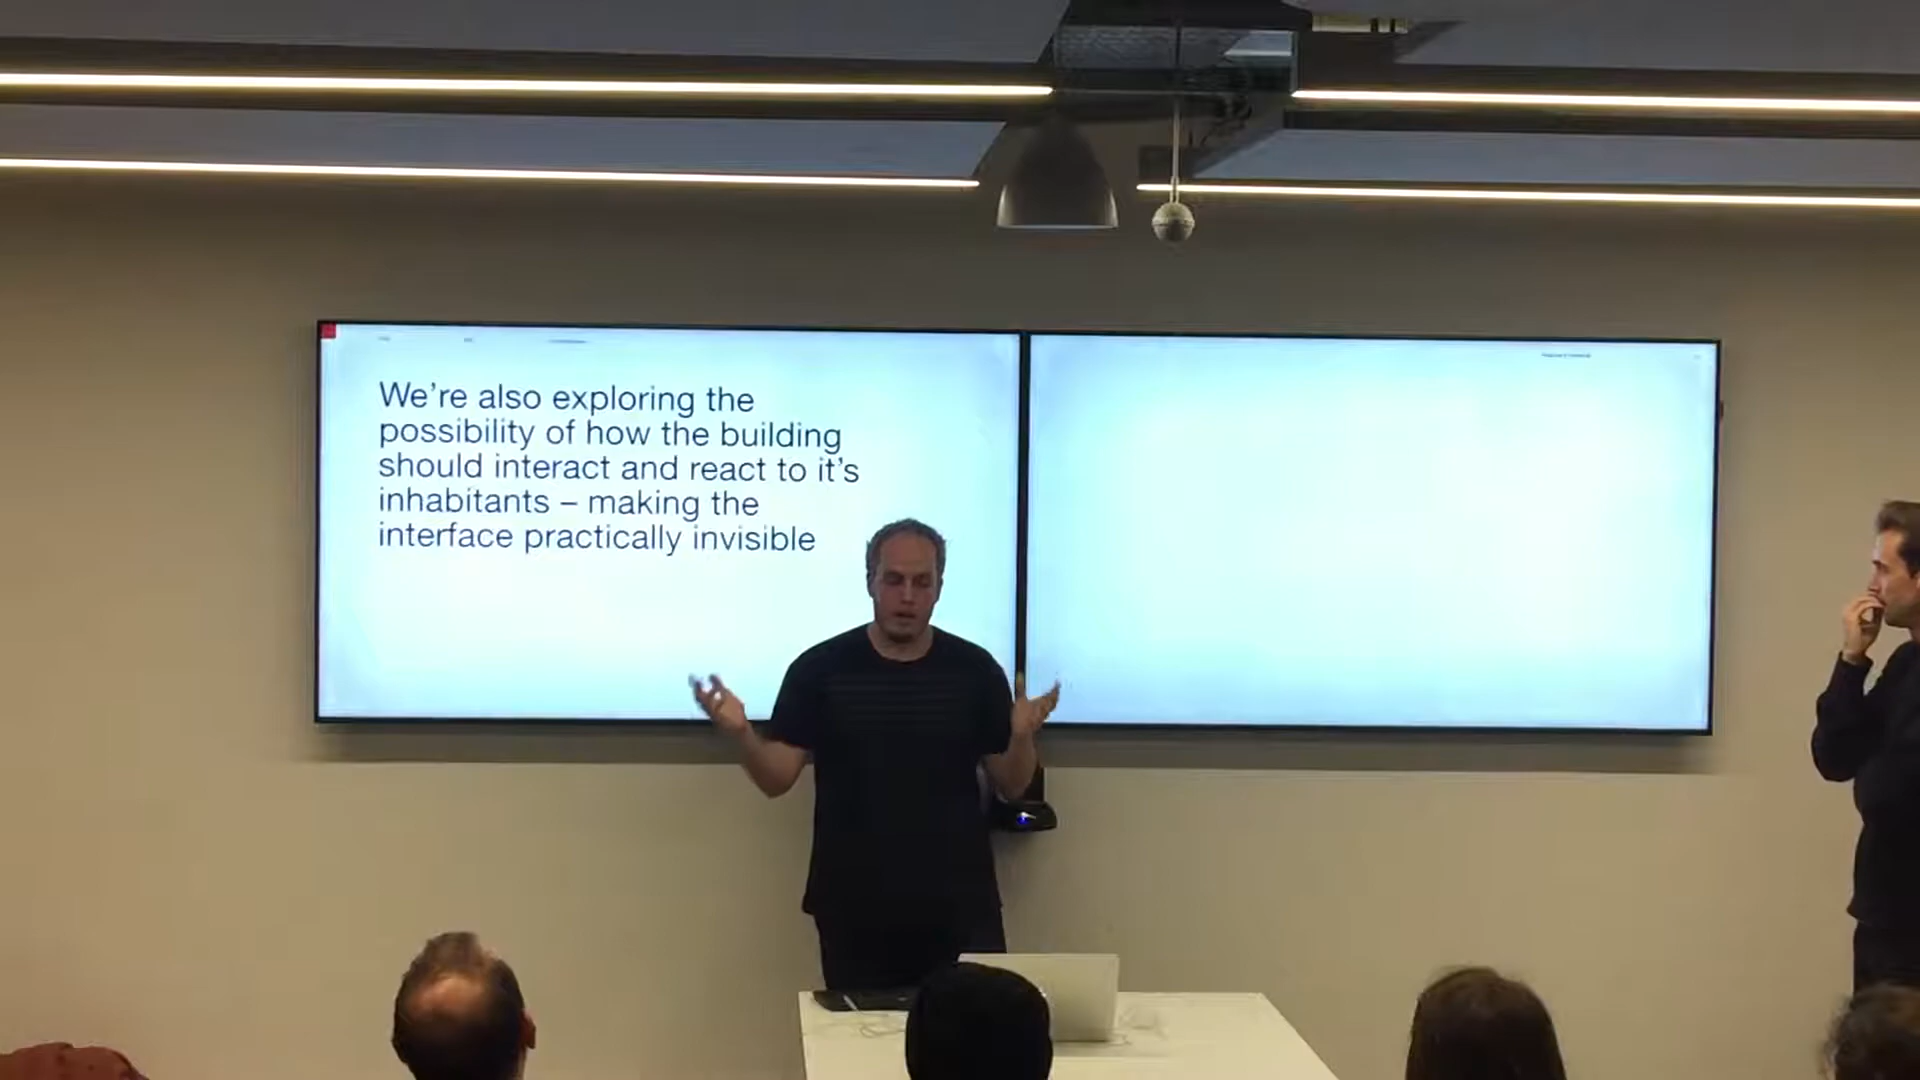 We're also exploring the
possibility of how the building
should interact and react to it's
inhabitants – making the
interface practically invisible